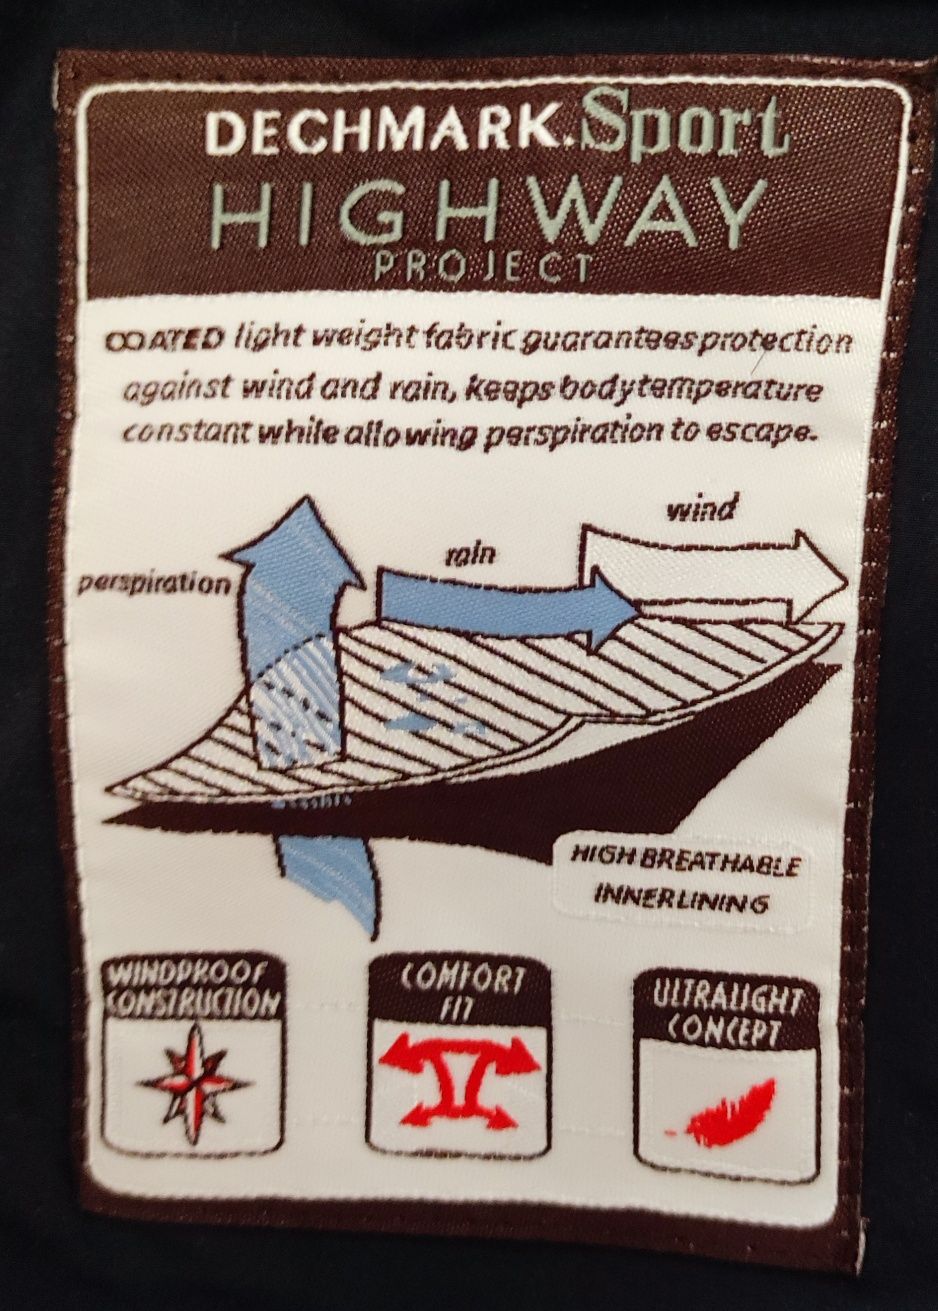 DECHMARK.Sport
HIGHWAY
PROJECT
COATED light weight fabric guarantees protection
against wind and rain, keeps body temperature
constant while allowing perspiration to escape.
wind
rain
perspiration
HIGH BREATHABLE
INNERLINING
WINDPROOF
CONSTRUCTION
COMFORT
FIT
ULTRALIGHT
CONCEPT